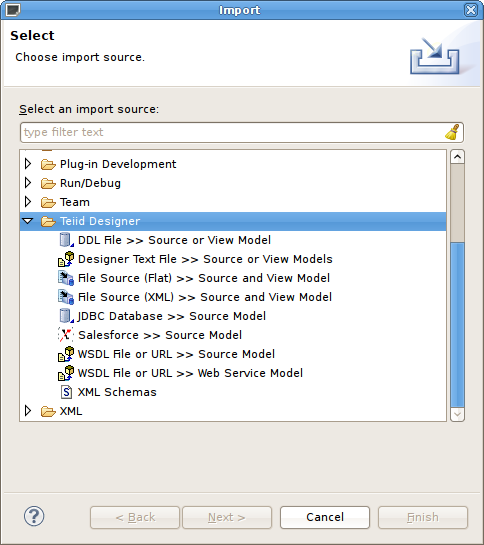 Import
Select
Choose import source.
Select an import source:
type filter text
Plug-in Development
Run/Debug
Team
Teiid Designer
DDL File >> Source or View Model
Designer Text File >> Source or View Models
File Source (Flat) >> Source and View Model
File Source (XML) >> Source and View Model
JDBC Database >> Source Model
Salesforce >> Source Model
WSDL File or URL >> Source Model
WSDL File or URL >> Web Service Model
XML Schemas
XML
< Back Next > Cancel Finish